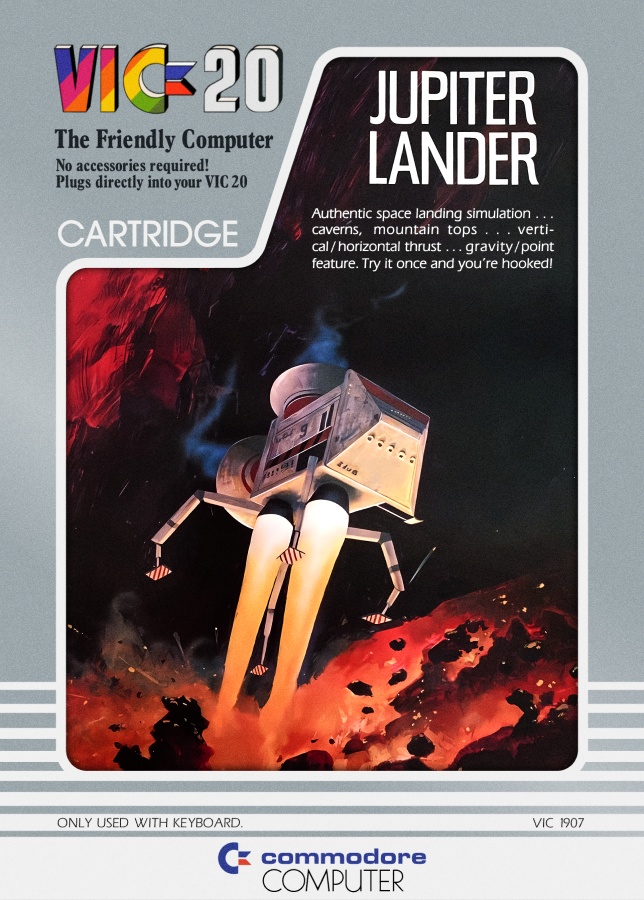 VIC 20
The Friendly Computer
No accessories required!
Plugs directly into your VIC 20
CARTRIDGE
JUPITER
LANDER
Authentic space landing simulation . . .
caverns, mountain tops . . . verti-
cal/horizontal thrust . . . gravity/point
feature. Try it once and you're hooked!
ONLY USED WITH KEYBOARD.
VIC 1907
commodore
COMPUTER